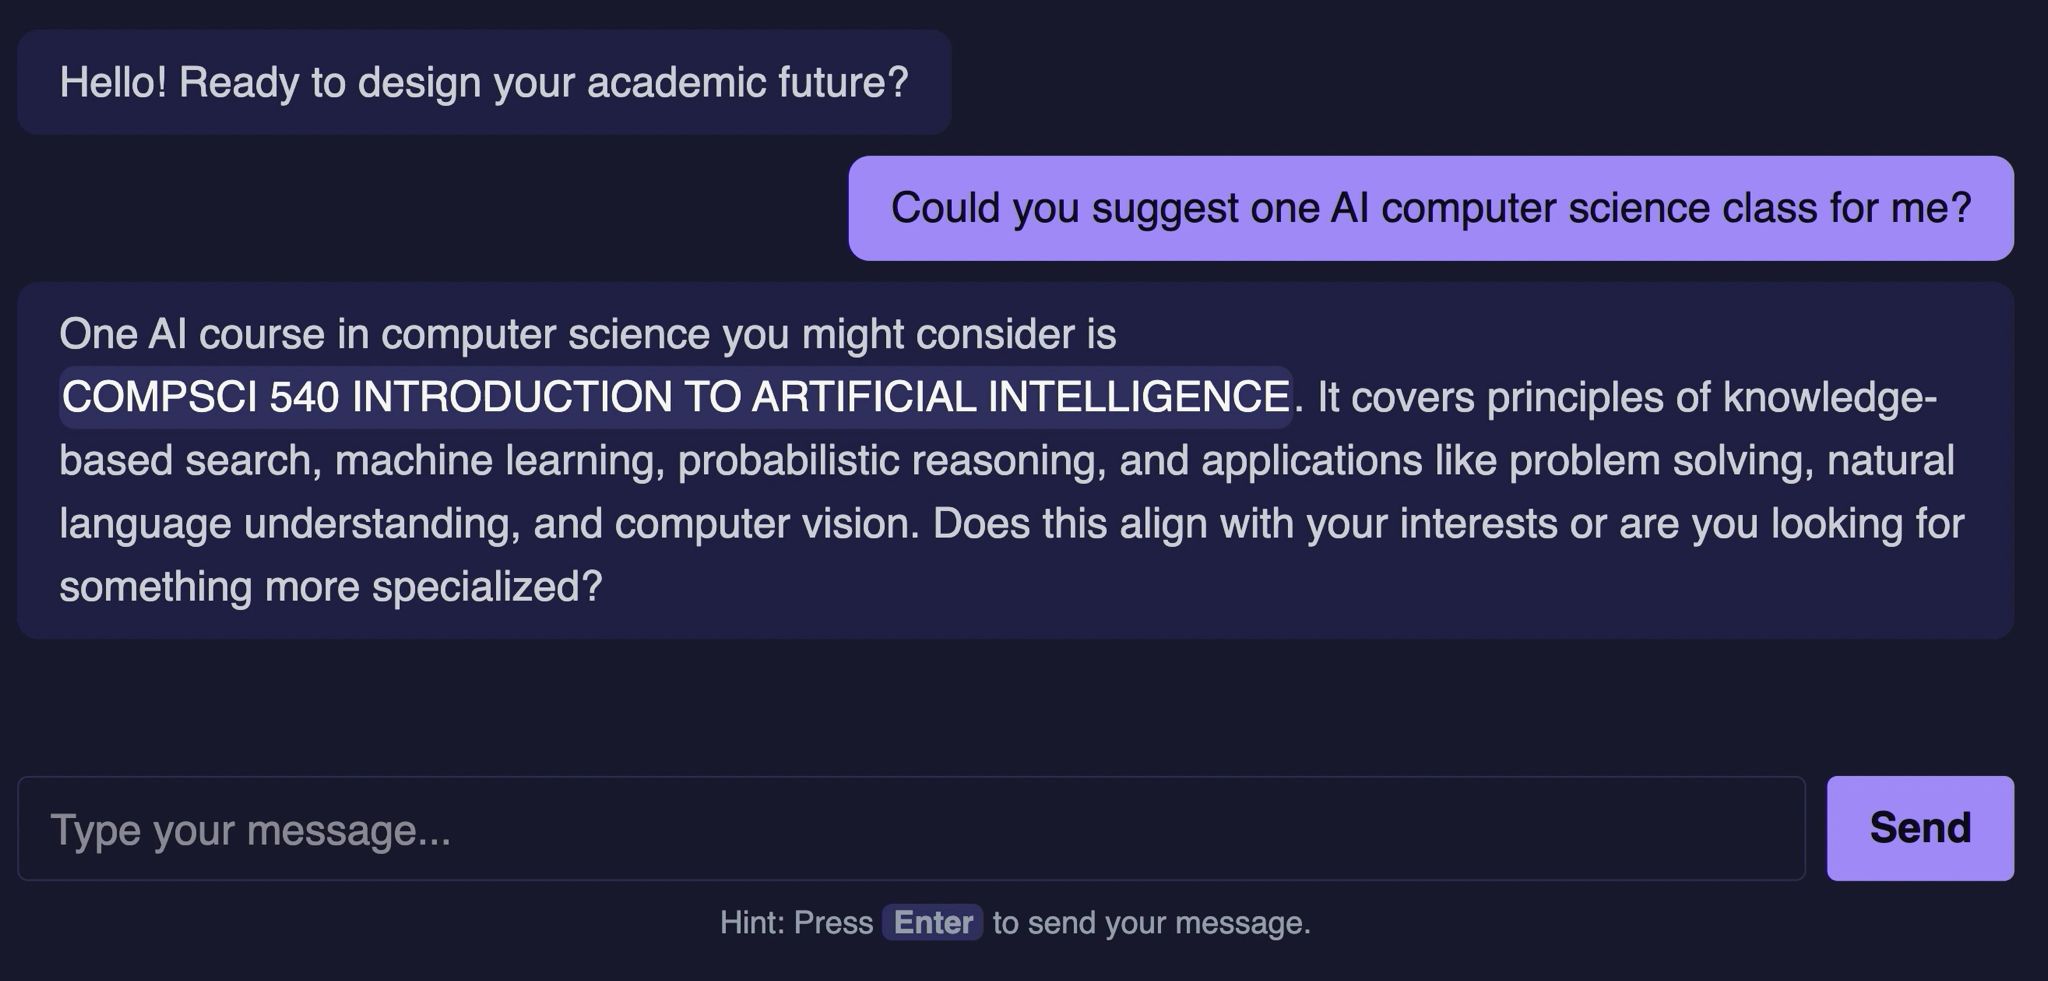 Hello! Ready to design your academic future?
Could you suggest one AI computer science class for me?
One AI course in computer science you might consider is
COMPSCI 540 INTRODUCTION TO ARTIFICIAL INTELLIGENCE. It covers principles of knowledge-
based search, machine learning, probabilistic reasoning, and applications like problem solving, natural
language understanding, and computer vision. Does this align with your interests or are you looking for
something more specialized?
Type your message...
Send
Hint: Press Enter to send your message.